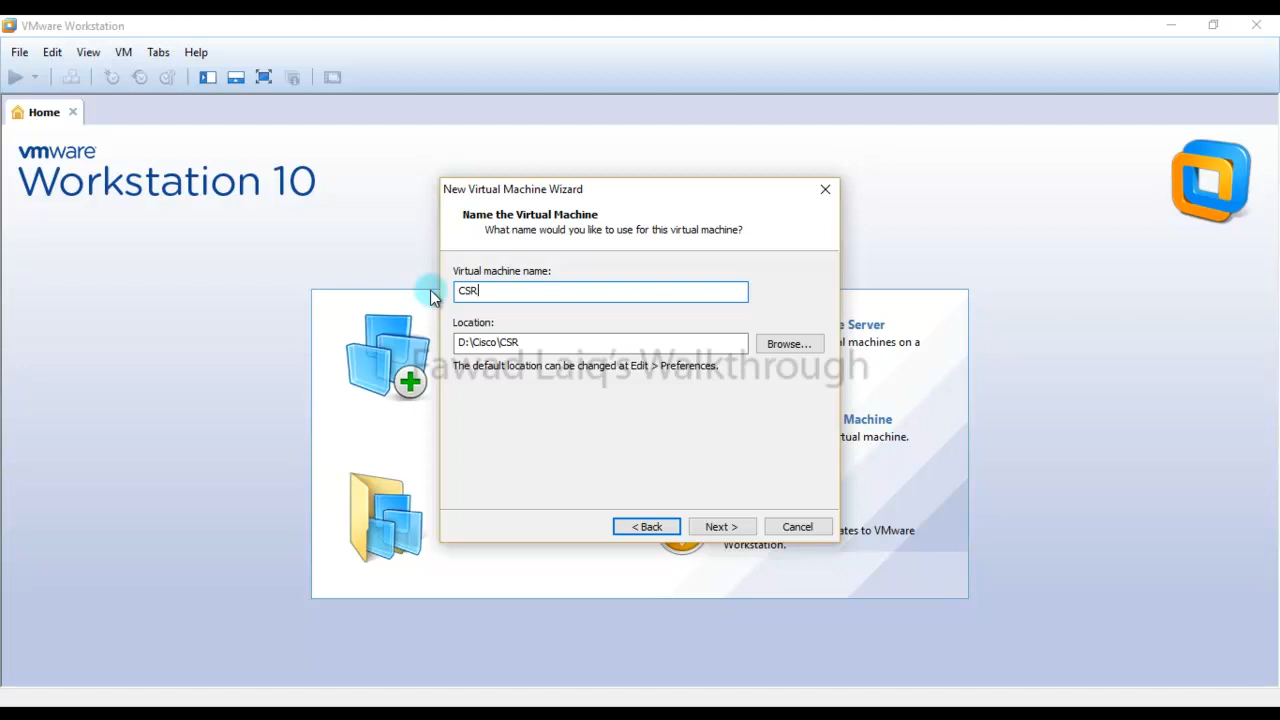 VMware Workstation
File Edit View VM Tabs Help
Home
vmware
Workstation 10
New Virtual Machine Wizard
Name the Virtual Machine
What name would you like to use for this virtual machine?
Virtual machine name:
CSR
Location:
D:\Cisco\CSR
Browse...
The default location can be changed at Edit > Preferences.
Fawad Laiq's Walkthrough
< Back Next > Cancel
Server
machines on a
Machine
machine.
to VMware
Workstation.